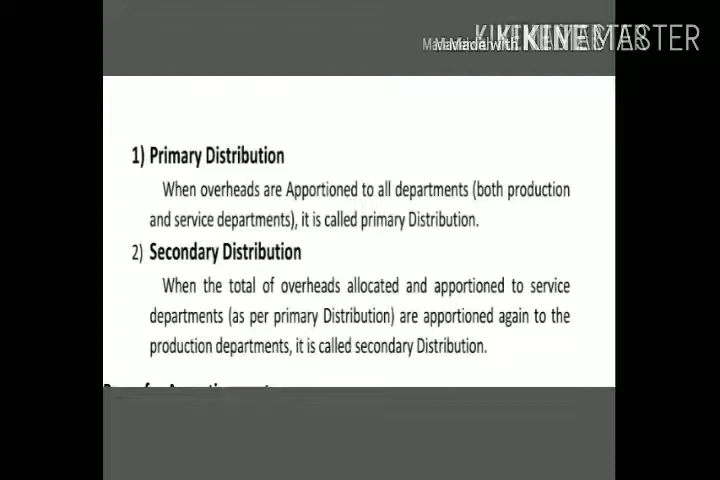 Made with KINEMASTER
1) Primary Distribution
When overheads are Apportioned to all departments (both production
and service departments), it is called primary Distribution.
2) Secondary Distribution
When the total of overheads allocated and apportioned to service
departments (as per primary Distribution) are apportioned again to the
production departments, it is called secondary Distribution.